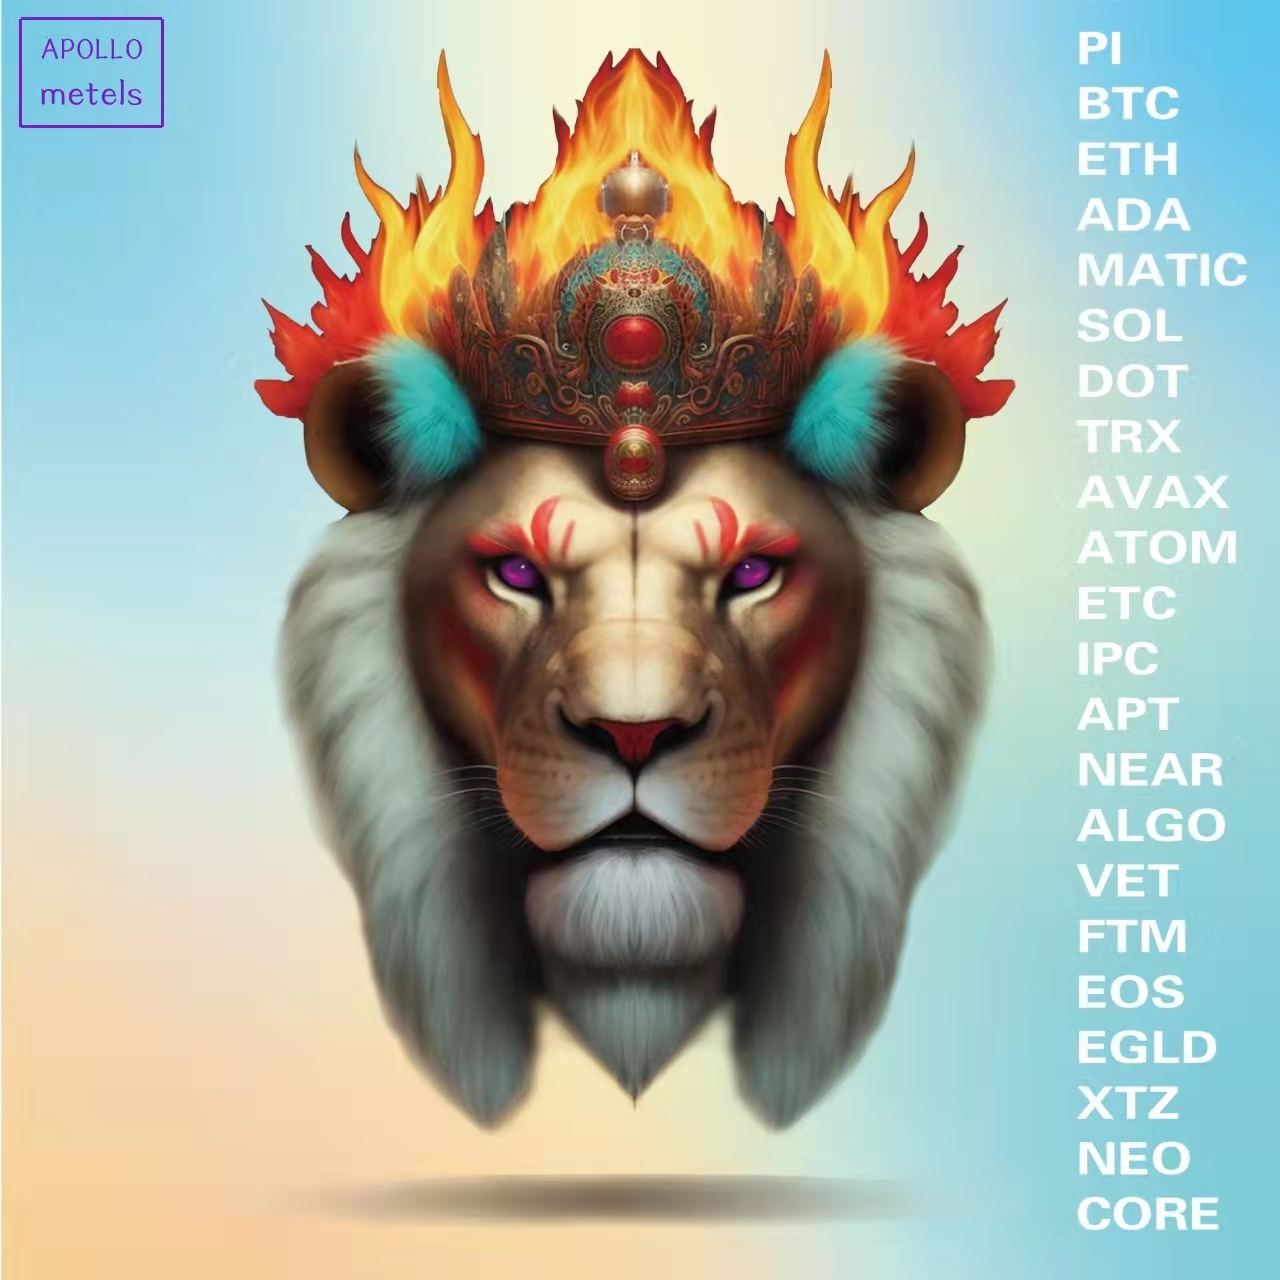 APOLLO
metels
PI
BTC
ETH
ADA
MATIC
SOL
DOT
TRX
AVAX
ATOM
ETC
IPC
APT
NEAR
ALGO
VET
FTM
EOS
EGLD
XTZ
NEO
CORE